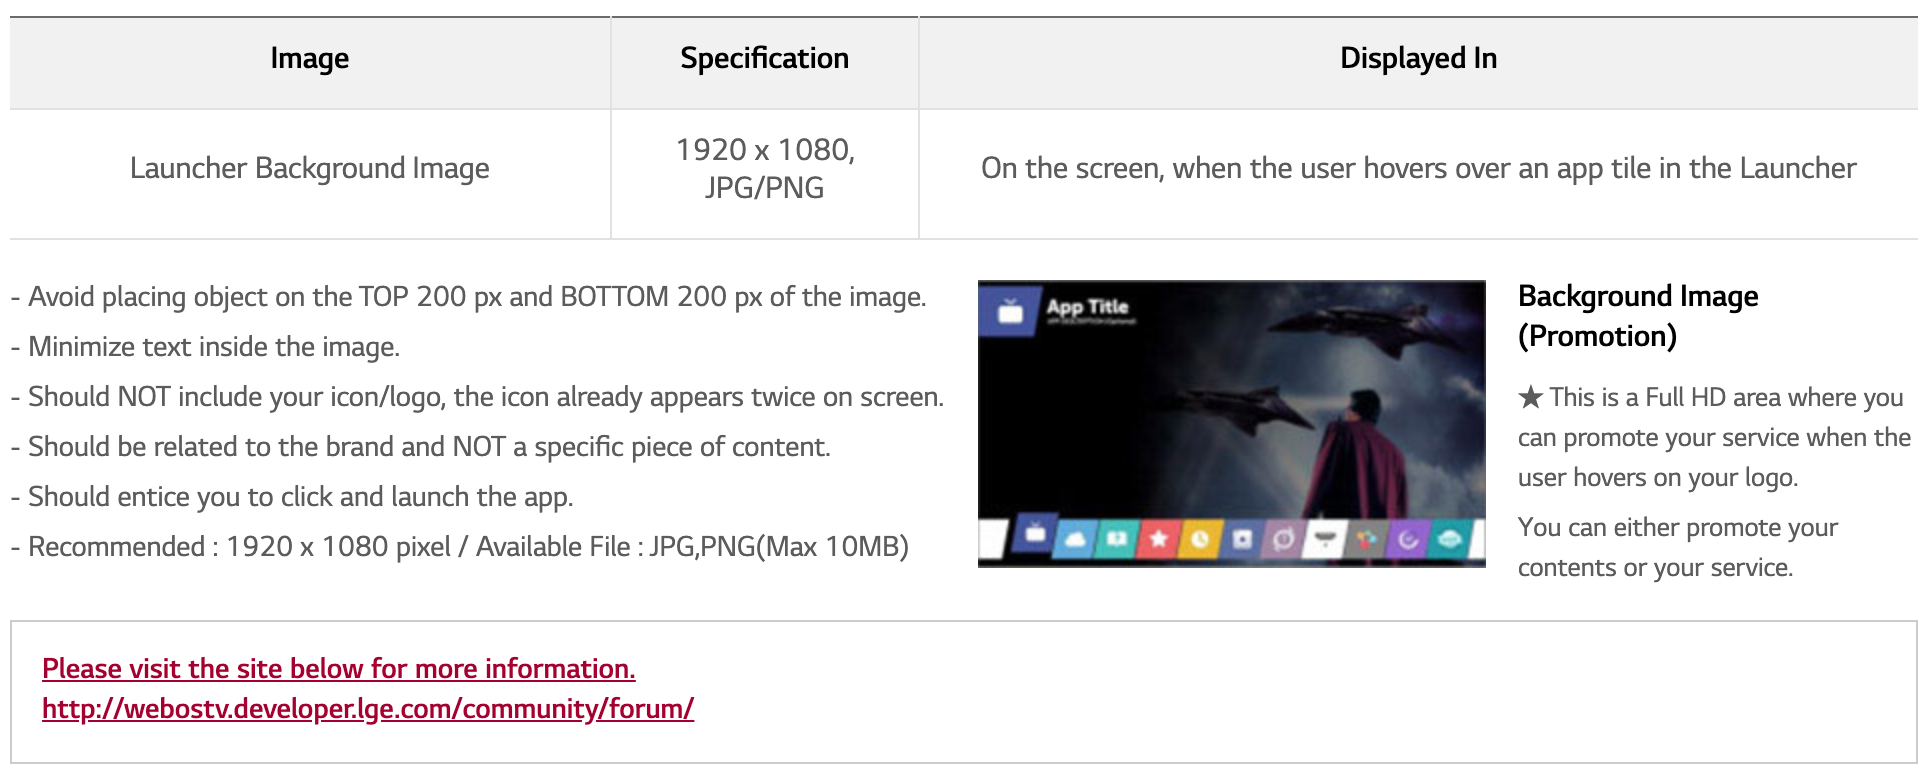 Image
Specification
Displayed In
Launcher Background Image
1920 x 1080,
JPG/PNG
On the screen, when the user hovers over an app tile in the Launcher
- Avoid placing object on the TOP 200 px and BOTTOM 200 px of the image.
- Minimize text inside the image.
- Should NOT include your icon/logo, the icon already appears twice on screen.
- Should be related to the brand and NOT a specific piece of content.
- Should entice you to click and launch the app.
- Recommended : 1920 x 1080 pixel / Available File : JPG,PNG(Max 10MB)
App Title
Background Image
(Promotion)
★ This is a Full HD area where you
can promote your service when the
user hovers on your logo.
You can either promote your
contents or your service.
Please visit the site below for more information.
http://webostv.developer.lge.com/community/forum/